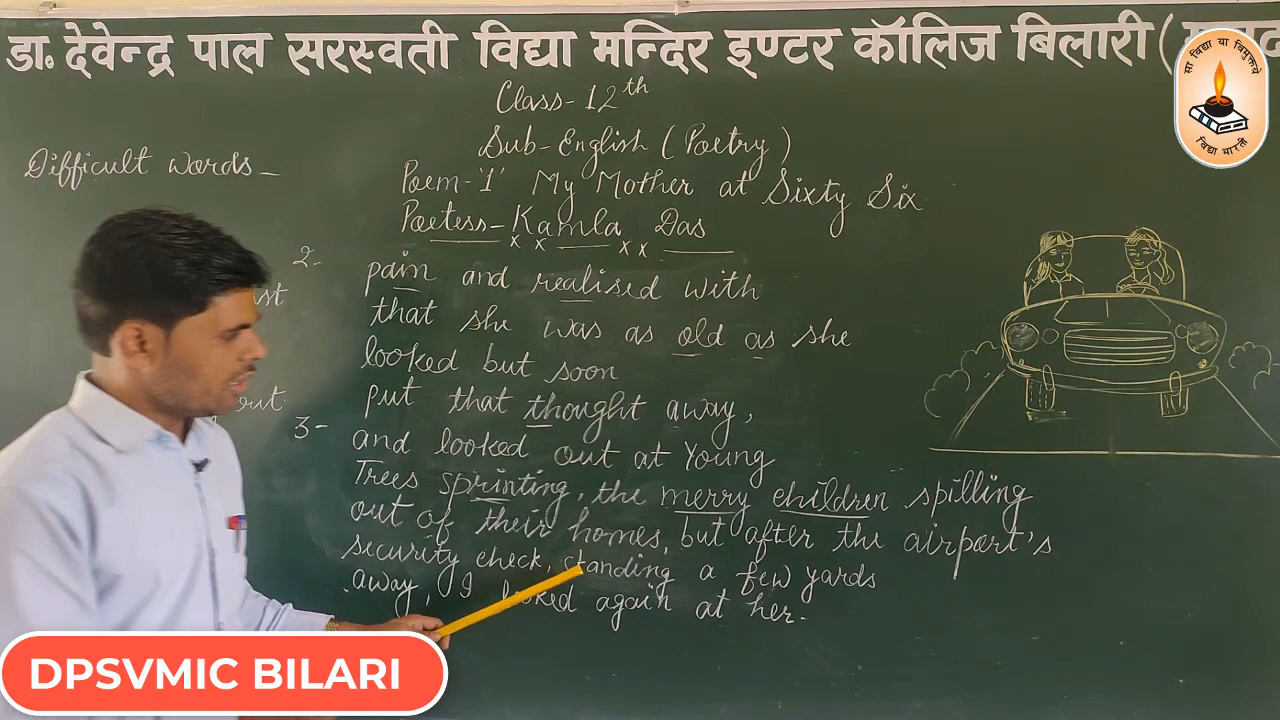 डा. देवेन्द्र पाल सरस्वती विद्या मन्दिर इण्टर कॉलिज बिलारी (
सा विद्या या विमुक्तये
विद्या भारती
Class-12th
Sub-English (Poetry)
Difficult words-
Poem-'1' My Mother at Sixty Six
Poetess-Kamla Das
2- pain and realised with
that she was as old as she
looked but soon
put that thought away,
3- and looked out at Young
Trees sprinting, the merry children spilling
out of their homes, but after the airport's
security check, standing a few yards
away, I looked again at her.
DPSVMIC BILARI